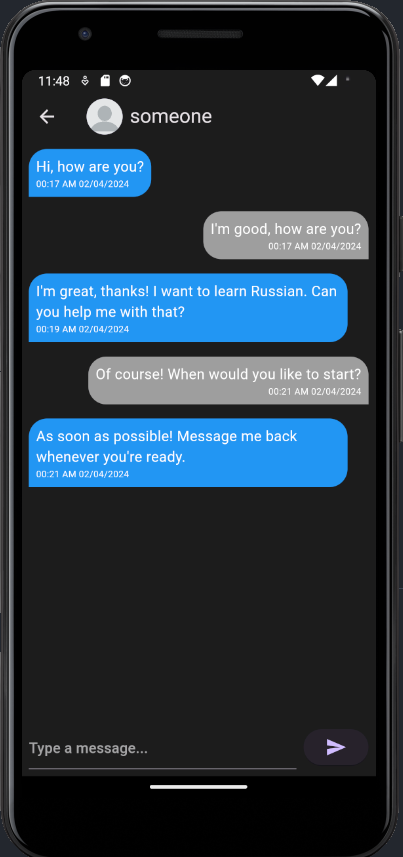 11:48
someone
Hi, how are you?
00:17 AM 02/04/2024
I'm good, how are you?
00:17 AM 02/04/2024
I'm great, thanks! I want to learn Russian. Can
you help me with that?
00:19 AM 02/04/2024
Of course! When would you like to start?
00:21 AM 02/04/2024
As soon as possible! Message me back
whenever you're ready.
00:21 AM 02/04/2024
Type a message...